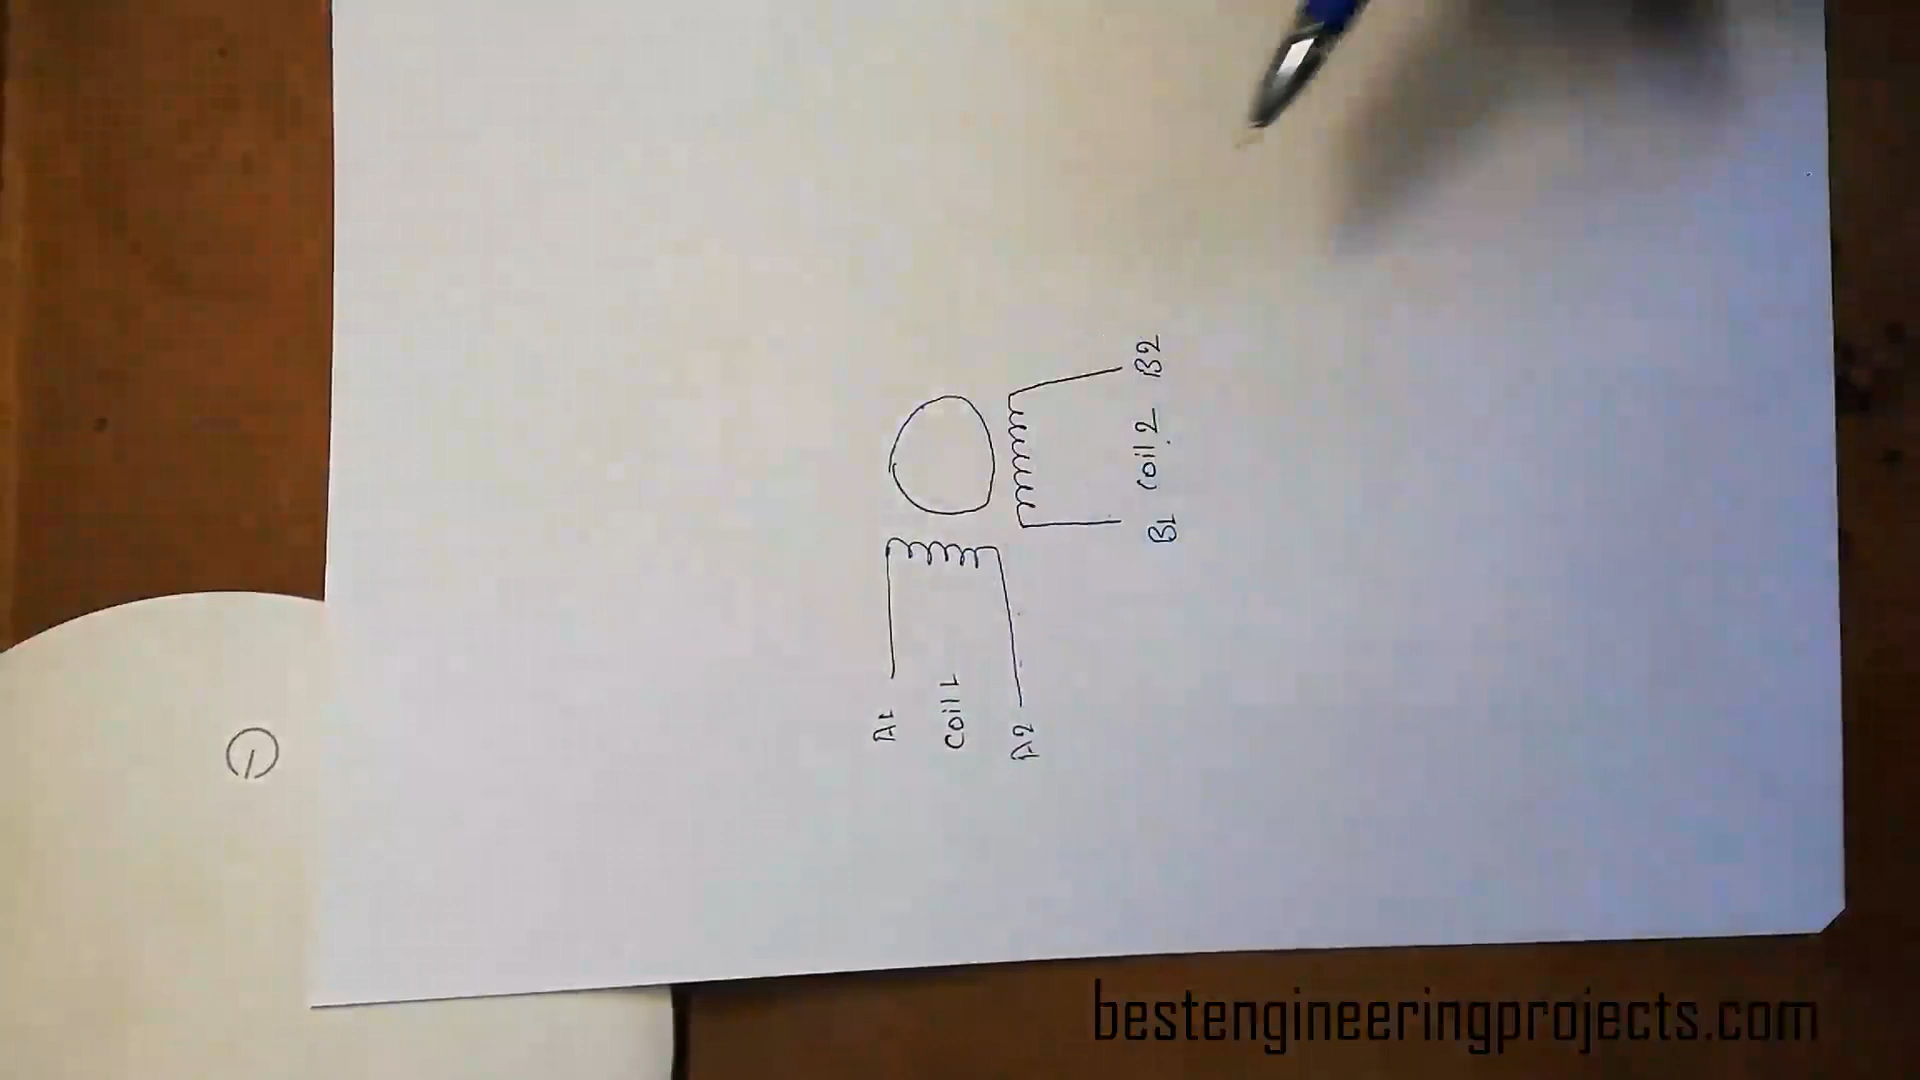 A1
Coil 1
A2
B1 Coil 2 B2
bestengineeringprojects.com